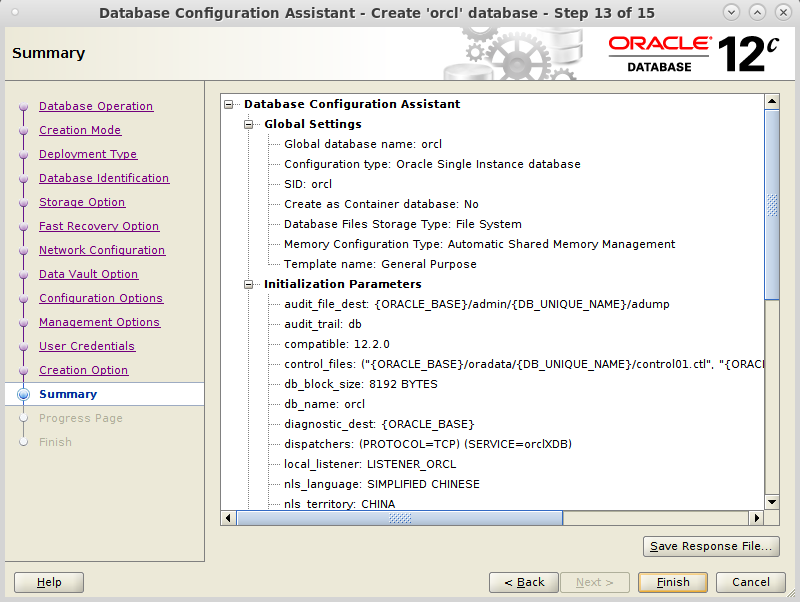 Database Configuration Assistant - Create 'orcl' database - Step 13 of 15
Summary
ORACLE
DATABASE
12c
Database Operation
Creation Mode
Deployment Type
Database Identification
Storage Option
Fast Recovery Option
Network Configuration
Data Vault Option
Configuration Options
Management Options
User Credentials
Creation Option
Summary
Progress Page
Finish
Database Configuration Assistant
Global Settings
Global database name: orcl
Configuration type: Oracle Single Instance database
SID: orcl
Create as Container database: No
Database Files Storage Type: File System
Memory Configuration Type: Automatic Shared Memory Management
Template name: General Purpose
Initialization Parameters
audit_file_dest: {ORACLE_BASE}/admin/{DB_UNIQUE_NAME}/adump
audit_trail: db
compatible: 12.2.0
control_files: ("{ORACLE_BASE}/oradata/{DB_UNIQUE_NAME}/control01.ctl", "{ORACL
db_block_size: 8192 BYTES
db_name: orcl
diagnostic_dest: {ORACLE_BASE}
dispatchers: (PROTOCOL=TCP) (SERVICE=orclXDB)
local_listener: LISTENER_ORCL
nls_language: SIMPLIFIED CHINESE
nls_territory: CHINA
Save Response File...
Help
< Back
Next >
Finish
Cancel